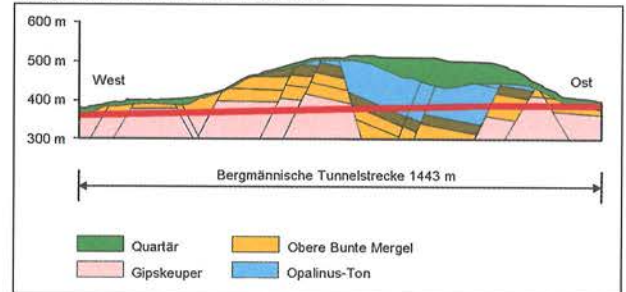 600 m
500 m
West
Ost
400 m
300 m
Bergmännische Tunnelstrecke 1443 m
Quartär
Obere Bunte Mergel
Gipskeuper
Opalinus-Ton